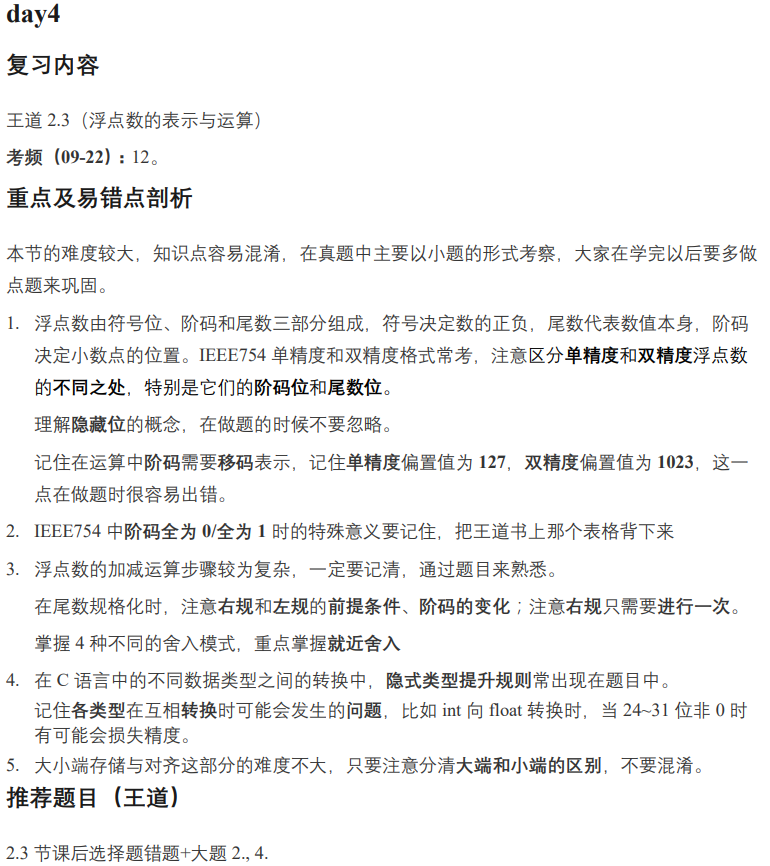 day4
复习内容
王道 2.3（浮点数的表示与运算）
考频（09-22）：12。
重点及易错点剖析
本节的难度较大，知识点容易混淆，在真题中主要以小题的形式考察，大家在学完以后要多做
点题来巩固。
1. 浮点数由符号位、阶码和尾数三部分组成，符号决定数的正负，尾数代表数值本身，阶码
决定小数点的位置。IEEE754 单精度和双精度格式常考，注意区分单精度和双精度浮点数
的不同之处，特别是它们的阶码位和尾数位。
理解隐藏位的概念，在做题的时候不要忽略。
记住在运算中阶码需要移码表示，记住单精度偏置值为 127，双精度偏置值为 1023，这一
点在做题时很容易出错。
2. IEEE754 中阶码全为 0/全为 1 时的特殊意义要记住，把王道书上那个表格背下来
3. 浮点数的加减运算步骤较为复杂，一定要记清，通过题目来熟悉。
在尾数规格化时，注意右规和左规的前提条件、阶码的变化；注意右规只需要进行一次。
掌握 4 种不同的舍入模式，重点掌握就近舍入
4. 在 C 语言中的不同数据类型之间的转换中，隐式类型提升规则常出现在题目中。
记住各类型在互相转换时可能会发生的问题，比如 int 向 float 转换时，当 24~31 位非 0 时
有可能会损失精度。
5. 大小端存储与对齐这部分的难度不大，只要注意分清大端和小端的区别，不要混淆。
推荐题目（王道）
2.3 节课后选择题错题+大题 2., 4.